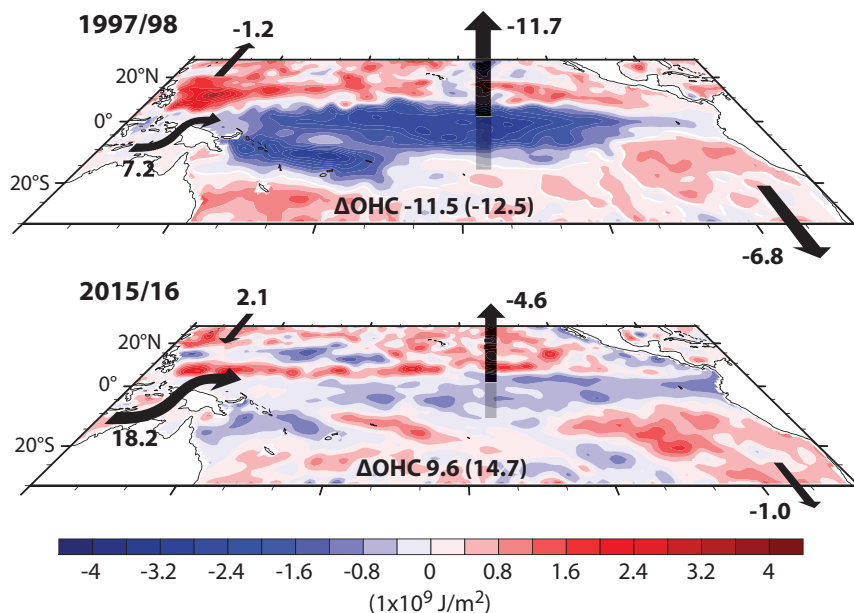 1997/98
-1.2
-11.7
20°N
0°
7.2
20°S
ΔOHC -11.5 (-12.5)
-6.8
2015/16
2.1
-4.6
20°N
0°
18.2
20°S
ΔOHC 9.6 (14.7)
-1.0
-4 -3.2 -2.4 -1.6 -0.8 0 0.8 1.6 2.4 3.2 4
(1x10⁹ J/m²)